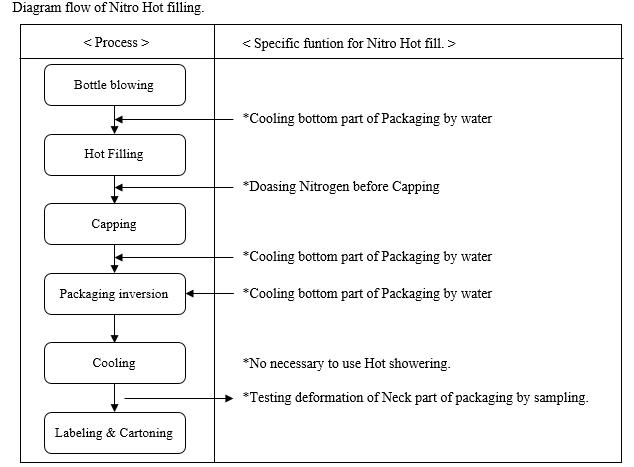 Diagram flow of Nitro Hot filling.
< Process >
< Specific funtion for Nitro Hot fill. >
Bottle blowing
*Cooling bottom part of Packaging by water
Hot Filling
*Doasing Nitrogen before Capping
Capping
*Cooling bottom part of Packaging by water
Packaging inversion
*Cooling bottom part of Packaging by water
Cooling
*No necessary to use Hot showering.
*Testing deformation of Neck part of packaging by sampling.
Labeling & Cartoning